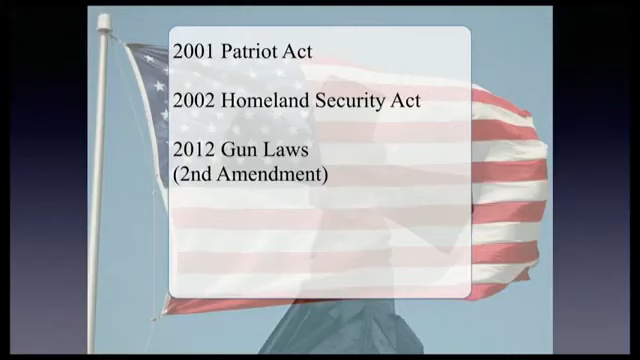 2001 Patriot Act
2002 Homeland Security Act
2012 Gun Laws
(2nd Amendment)